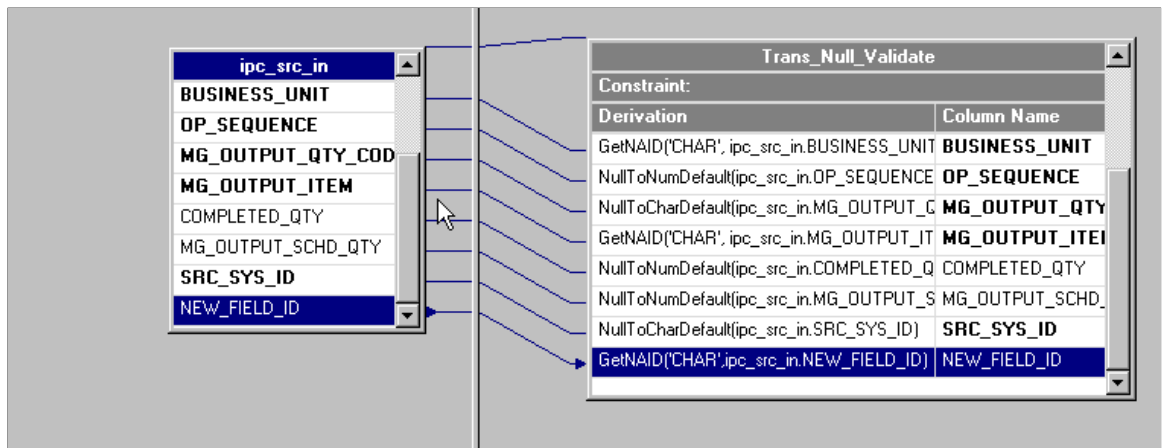 ipc_src_in
BUSINESS_UNIT
OP_SEQUENCE
MG_OUTPUT_QTY_COD
MG_OUTPUT_ITEM
COMPLETED_QTY
MG_OUTPUT_SCHD_QTY
SRC_SYS_ID
NEW_FIELD_ID
Trans_Null_Validate
Constraint:
Derivation Column Name
GetNAID('CHAR', ipc_src_in.BUSINESS_UNIT BUSINESS_UNIT
NullToNumDefault(ipc_src_in.OP_SEQUENCE OP_SEQUENCE
NullToCharDefault(ipc_src_in.MG_OUTPUT_Q MG_OUTPUT_QTY
GetNAID('CHAR', ipc_src_in.MG_OUTPUT_IT MG_OUTPUT_ITEI
NullToNumDefault(ipc_src_in.COMPLETED_Q COMPLETED_QTY
NullToNumDefault(ipc_src_in.MG_OUTPUT_S MG_OUTPUT_SCHD_
NullToCharDefault(ipc_src_in.SRC_SYS_ID) SRC_SYS_ID
GetNAID('CHAR',ipc_src_in.NEW_FIELD_ID) NEW_FIELD_ID